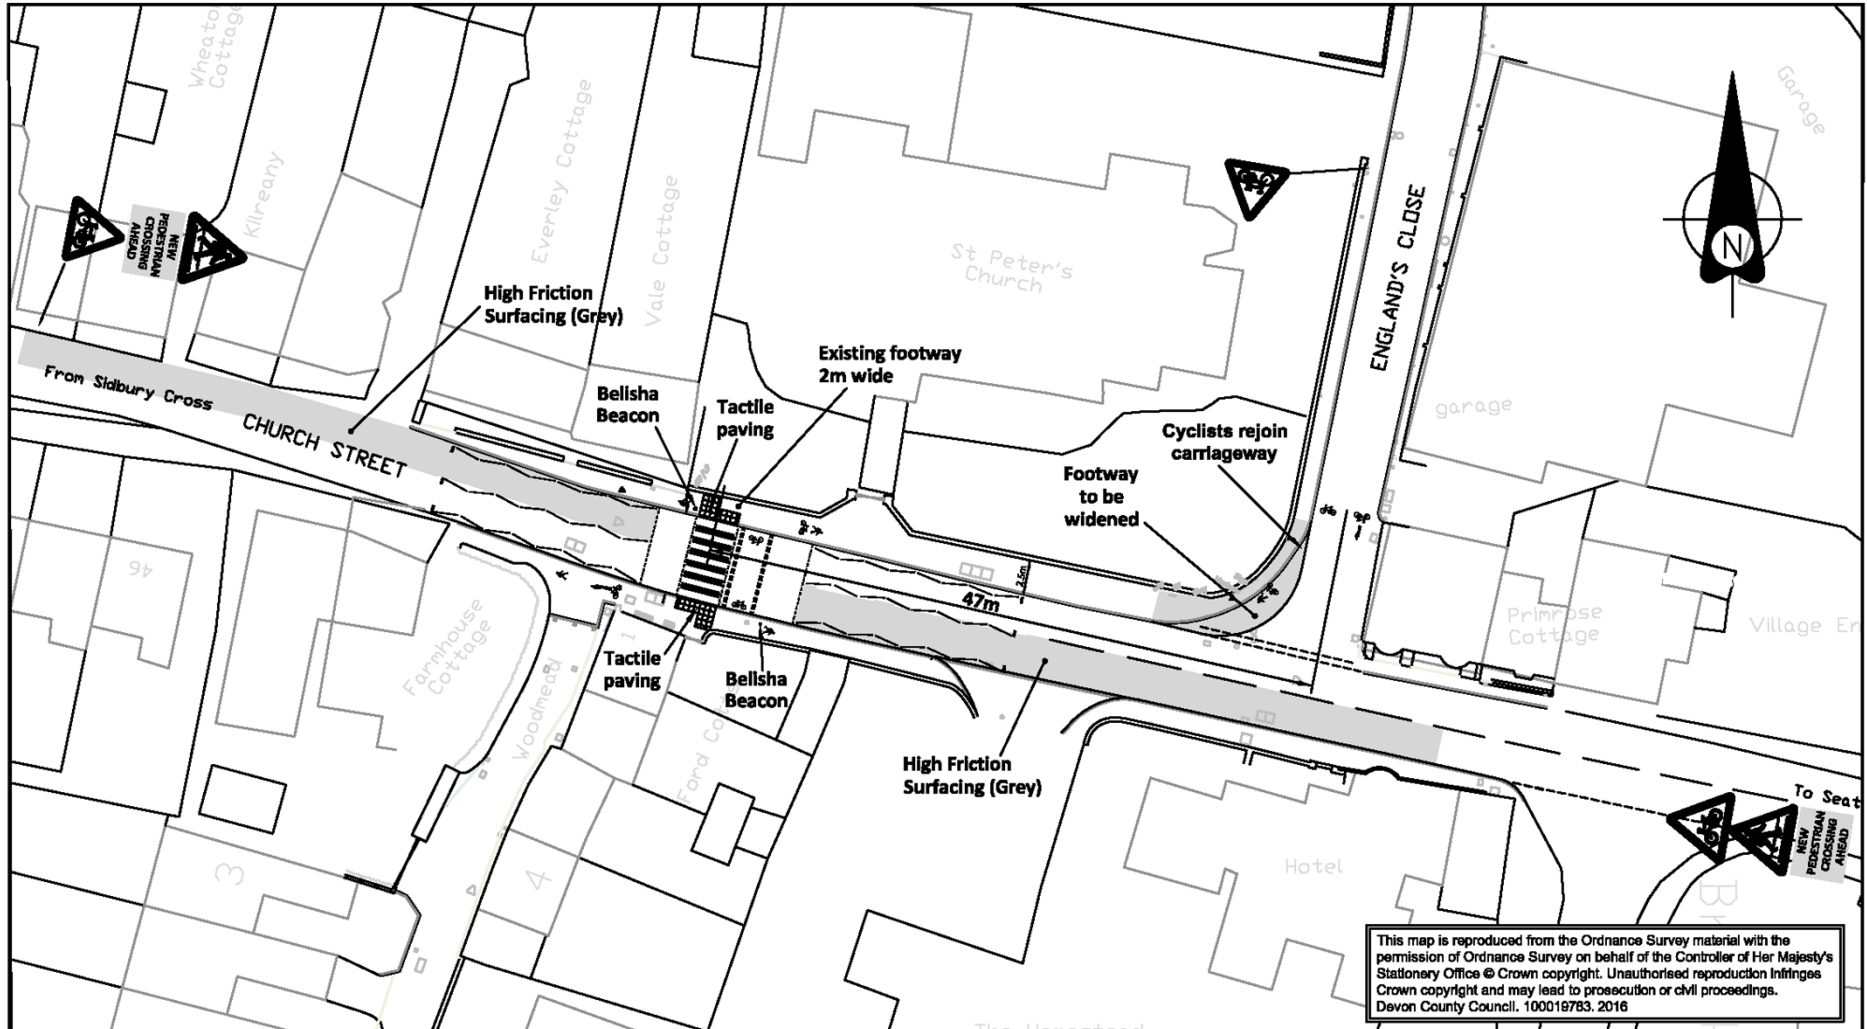 Wheaton
Cottage
Kilreany
Everley Cottage
Vale Cottage
St Peter's
Church
Garage
ENGLAND'S CLOSE
N
NEW
PEDESTRIAN
CROSSING
AHEAD
High Friction
Surfacing (Grey)
Existing footway
2m wide
Belisha
Beacon
Tactile
paving
From Sidbury Cross
CHURCH STREET
garage
Cyclists rejoin
carriageway
Footway
to be
widened
46
2.5m
47m
Farmhouse
Cottage
Woodmead
1
Tactile
paving
Belisha
Beacon
Primrose
Cottage
Village En
High Friction
Surfacing (Grey)
To Seat
NEW
PEDESTRIAN
CROSSING
AHEAD
3
4
Hotel
This map is reproduced from the Ordnance Survey material with the
permission of Ordnance Survey on behalf of the Controller of Her Majesty's
Stationery Office © Crown copyright. Unauthorised reproduction infringes
Crown copyright and may lead to prosecution or civil proceedings.
Devon County Council. 100019783. 2016